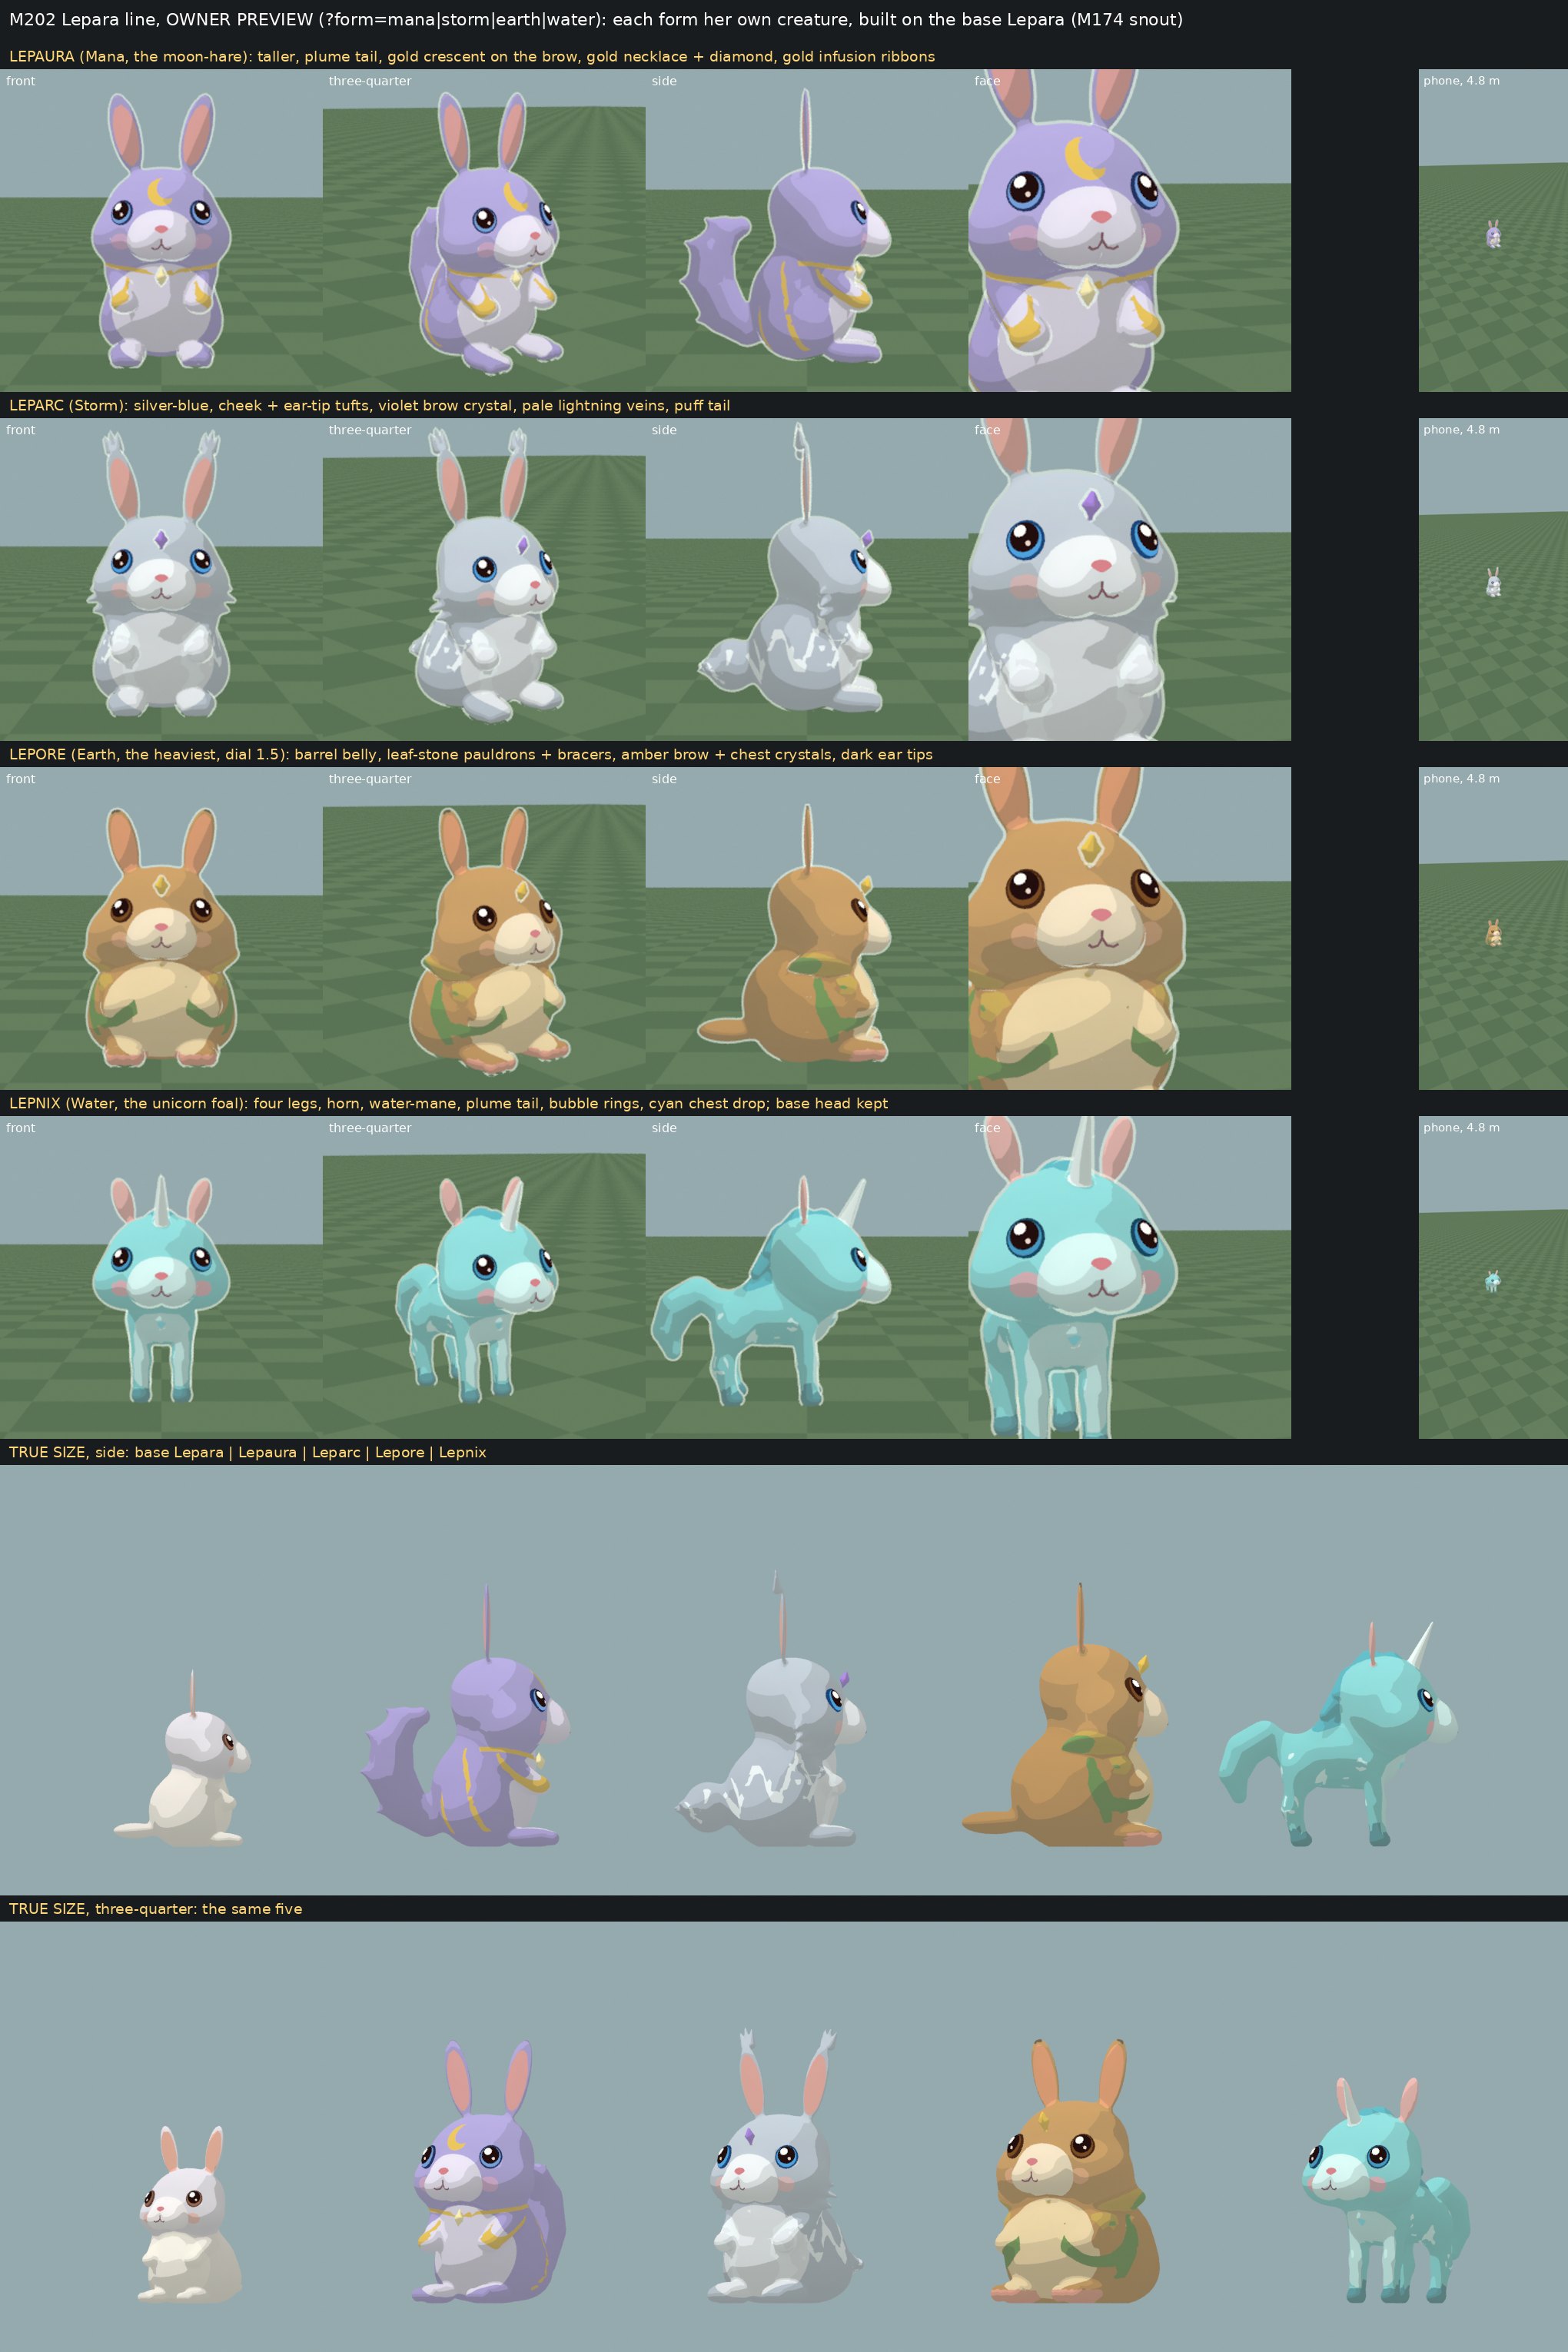 M202 Lepara line, OWNER PREVIEW (?form=mana|storm|earth|water): each form her own creature, built on the base Lepara (M174 snout)
LEPAURA (Mana, the moon-hare): taller, plume tail, gold crescent on the brow, gold necklace + diamond, gold infusion ribbons
front
three-quarter
side
face
phone, 4.8 m
LEPARC (Storm): silver-blue, cheek + ear-tip tufts, violet brow crystal, pale lightning veins, puff tail
front
three-quarter
side
face
phone, 4.8 m
LEPORE (Earth, the heaviest, dial 1.5): barrel belly, leaf-stone pauldrons + bracers, amber brow + chest crystals, dark ear tips
front
three-quarter
side
face
phone, 4.8 m
LEPNIX (Water, the unicorn foal): four legs, horn, water-mane, plume tail, bubble rings, cyan chest drop; base head kept
front
three-quarter
side
face
phone, 4.8 m
TRUE SIZE, side: base Lepara | Lepaura | Leparc | Lepore | Lepnix
TRUE SIZE, three-quarter: the same five